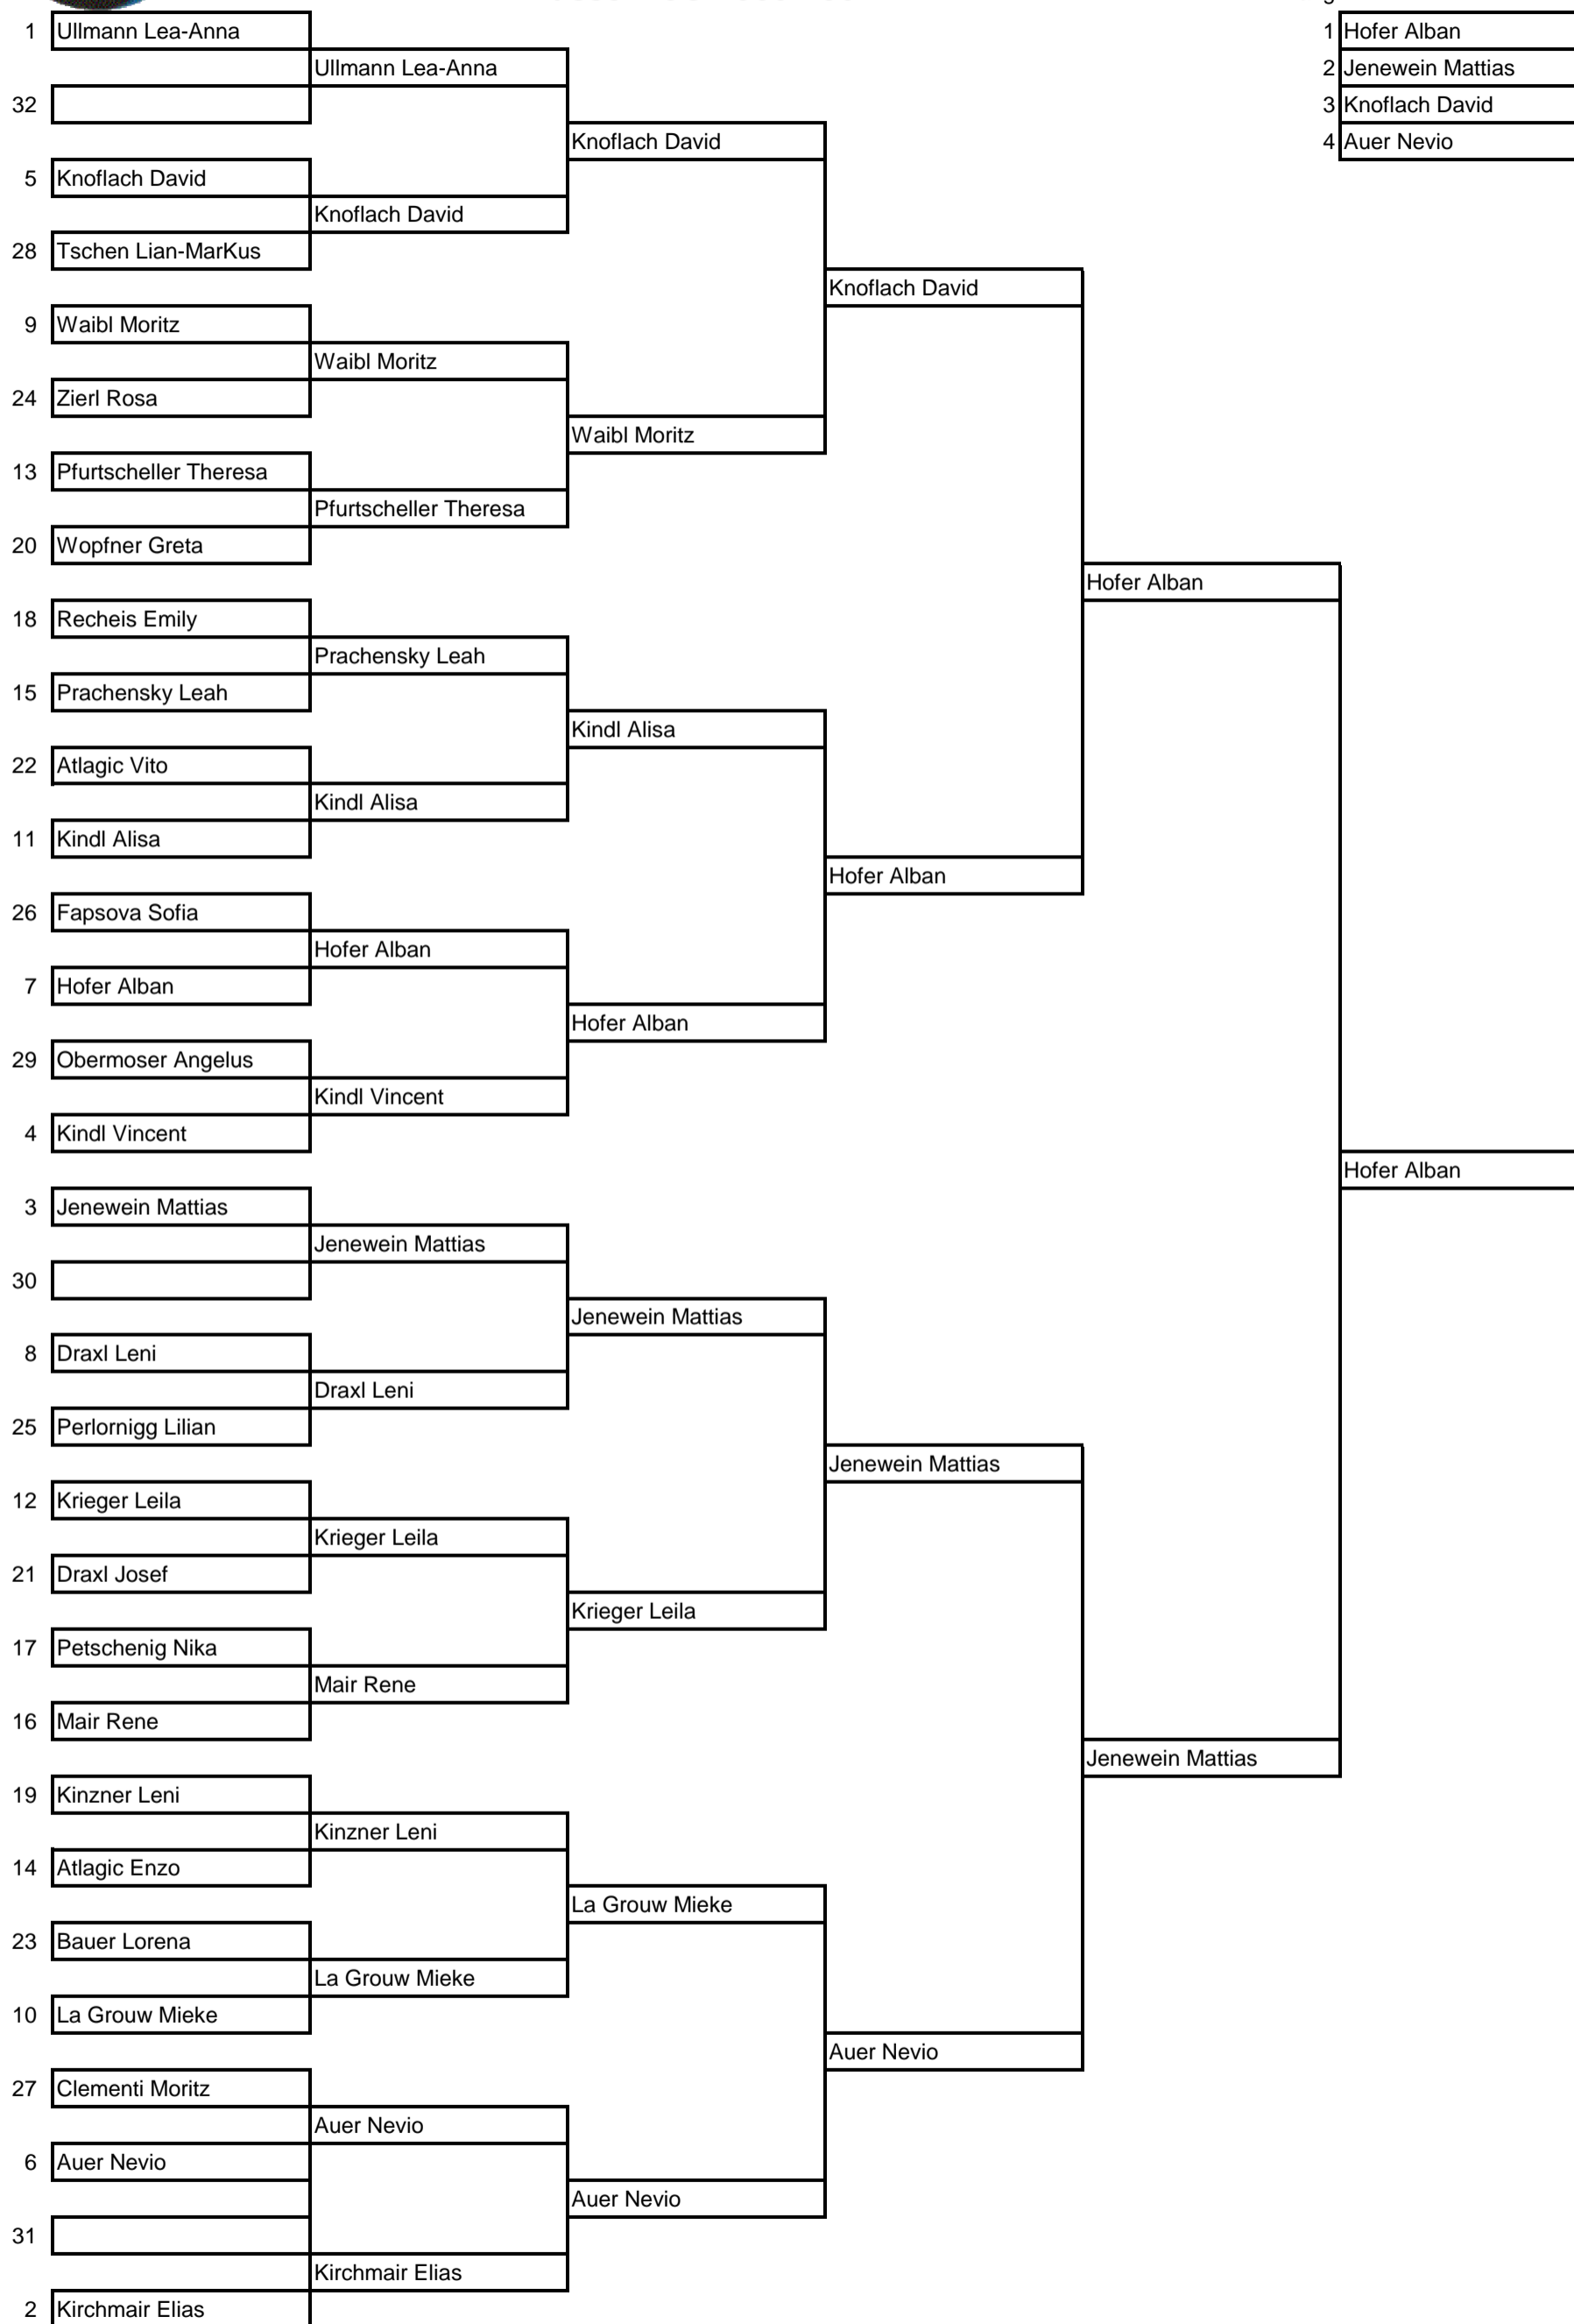 1 Ullmann Lea-Anna
Ullmann Lea-Anna
32
Knoflach David
5 Knoflach David
Knoflach David
28 Tschen Lian-MarKus
Knoflach David
9 Waibl Moritz
Waibl Moritz
24 Zierl Rosa
Waibl Moritz
13 Pfurtscheller Theresa
Pfurtscheller Theresa
20 Wopfner Greta
Hofer Alban
18 Recheis Emily
Prachensky Leah
15 Prachensky Leah
Kindl Alisa
22 Atlagic Vito
Kindl Alisa
11 Kindl Alisa
Hofer Alban
26 Fapsova Sofia
Hofer Alban
7 Hofer Alban
Hofer Alban
29 Obermoser Angelus
Kindl Vincent
4 Kindl Vincent
Hofer Alban
3 Jenewein Mattias
Jenewein Mattias
30
Jenewein Mattias
8 Draxl Leni
Draxl Leni
25 Perlornigg Lilian
Jenewein Mattias
12 Krieger Leila
Krieger Leila
21 Draxl Josef
Krieger Leila
17 Petschenig Nika
Mair Rene
16 Mair Rene
Jenewein Mattias
19 Kinzner Leni
Kinzner Leni
14 Atlagic Enzo
La Grouw Mieke
23 Bauer Lorena
La Grouw Mieke
10 La Grouw Mieke
Auer Nevio
27 Clementi Moritz
Auer Nevio
6 Auer Nevio
Auer Nevio
31
Kirchmair Elias
2 Kirchmair Elias
1 Hofer Alban
2 Jenewein Mattias
3 Knoflach David
4 Auer Nevio